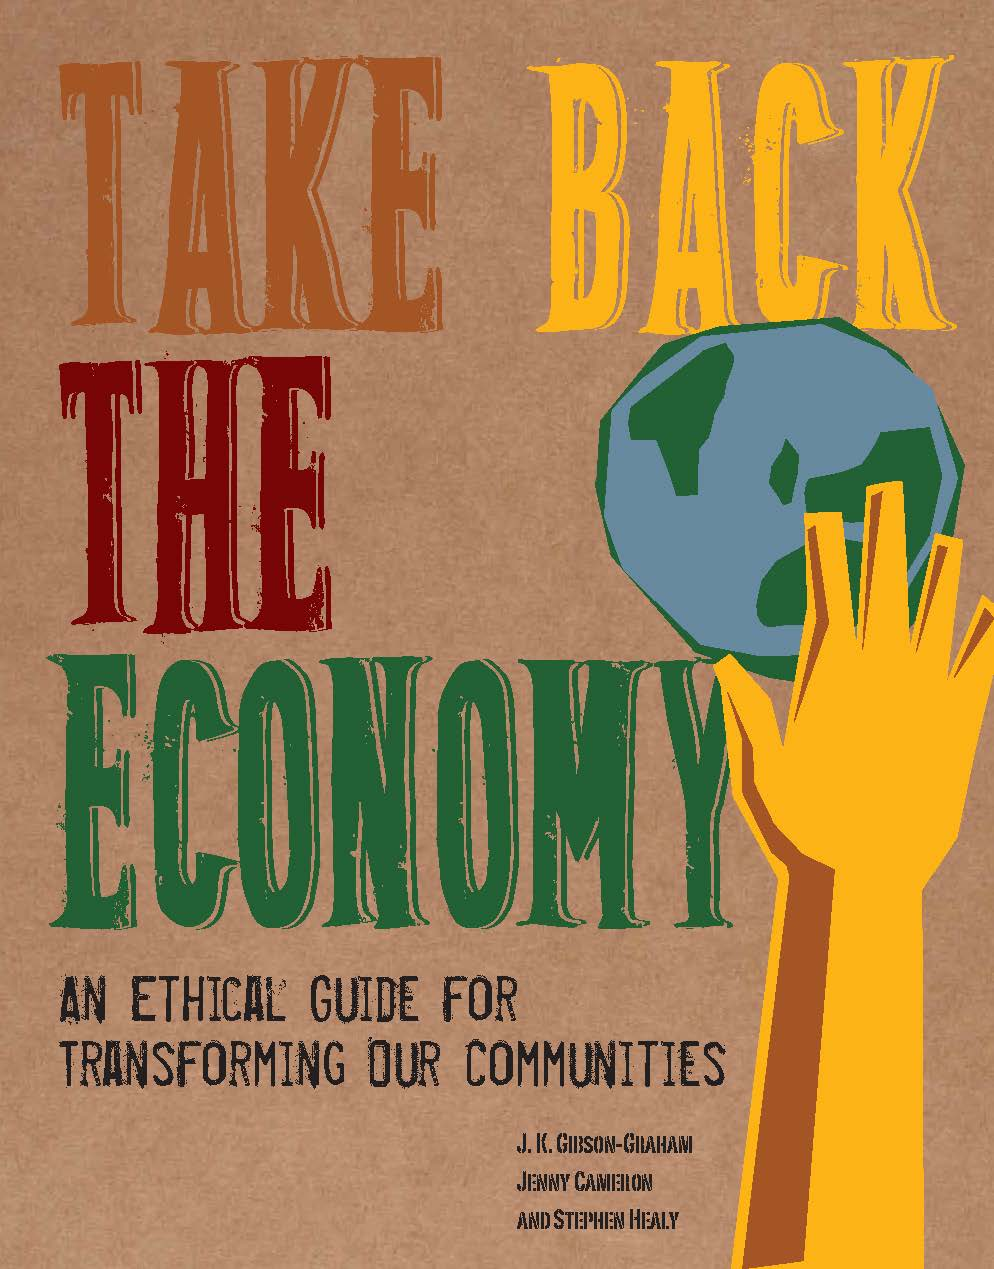 TAKE BACK
THE
ECONOMY
AN ETHICAL GUIDE FOR
TRANSFORMING OUR COMMUNITIES
J. K. GIBSON-GRAHAM
JENNY CAMERON
AND STEPHEN HEALY